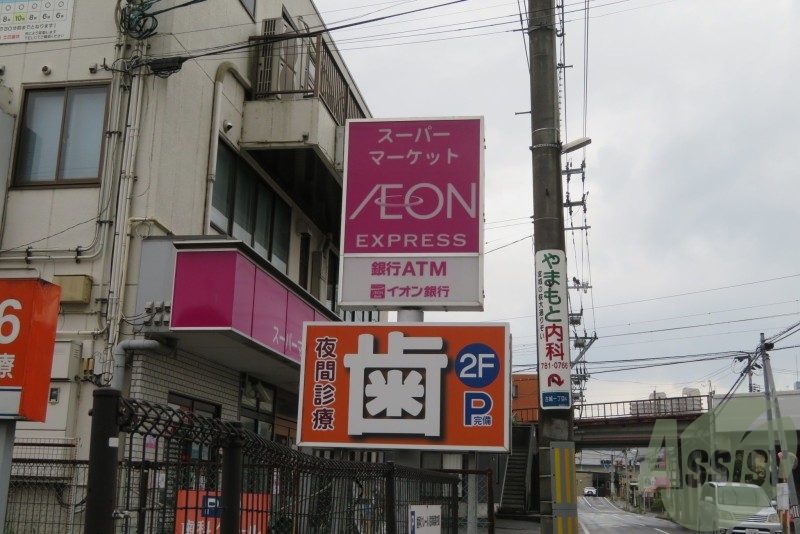 スーパー
マーケット
ÆON
EXPRESS
銀行ATM
イオン銀行
夜間診療
歯
2F
P
完備
やまもと内科
781-0766
スーパー
6
療
ASSIST